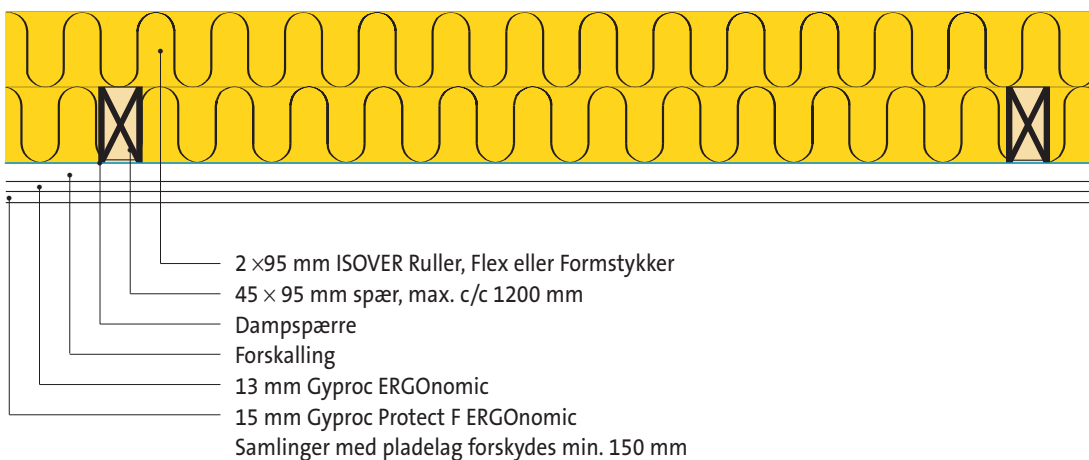 2 ×95 mm ISOVER Ruller, Flex eller Formstykker
45 × 95 mm spær, max. c/c 1200 mm
Dampspærre
Forskalling
13 mm Gyproc ERGOnomic
15 mm Gyproc Protect F ERGOnomic
Samlinger med pladelag forskydes min. 150 mm